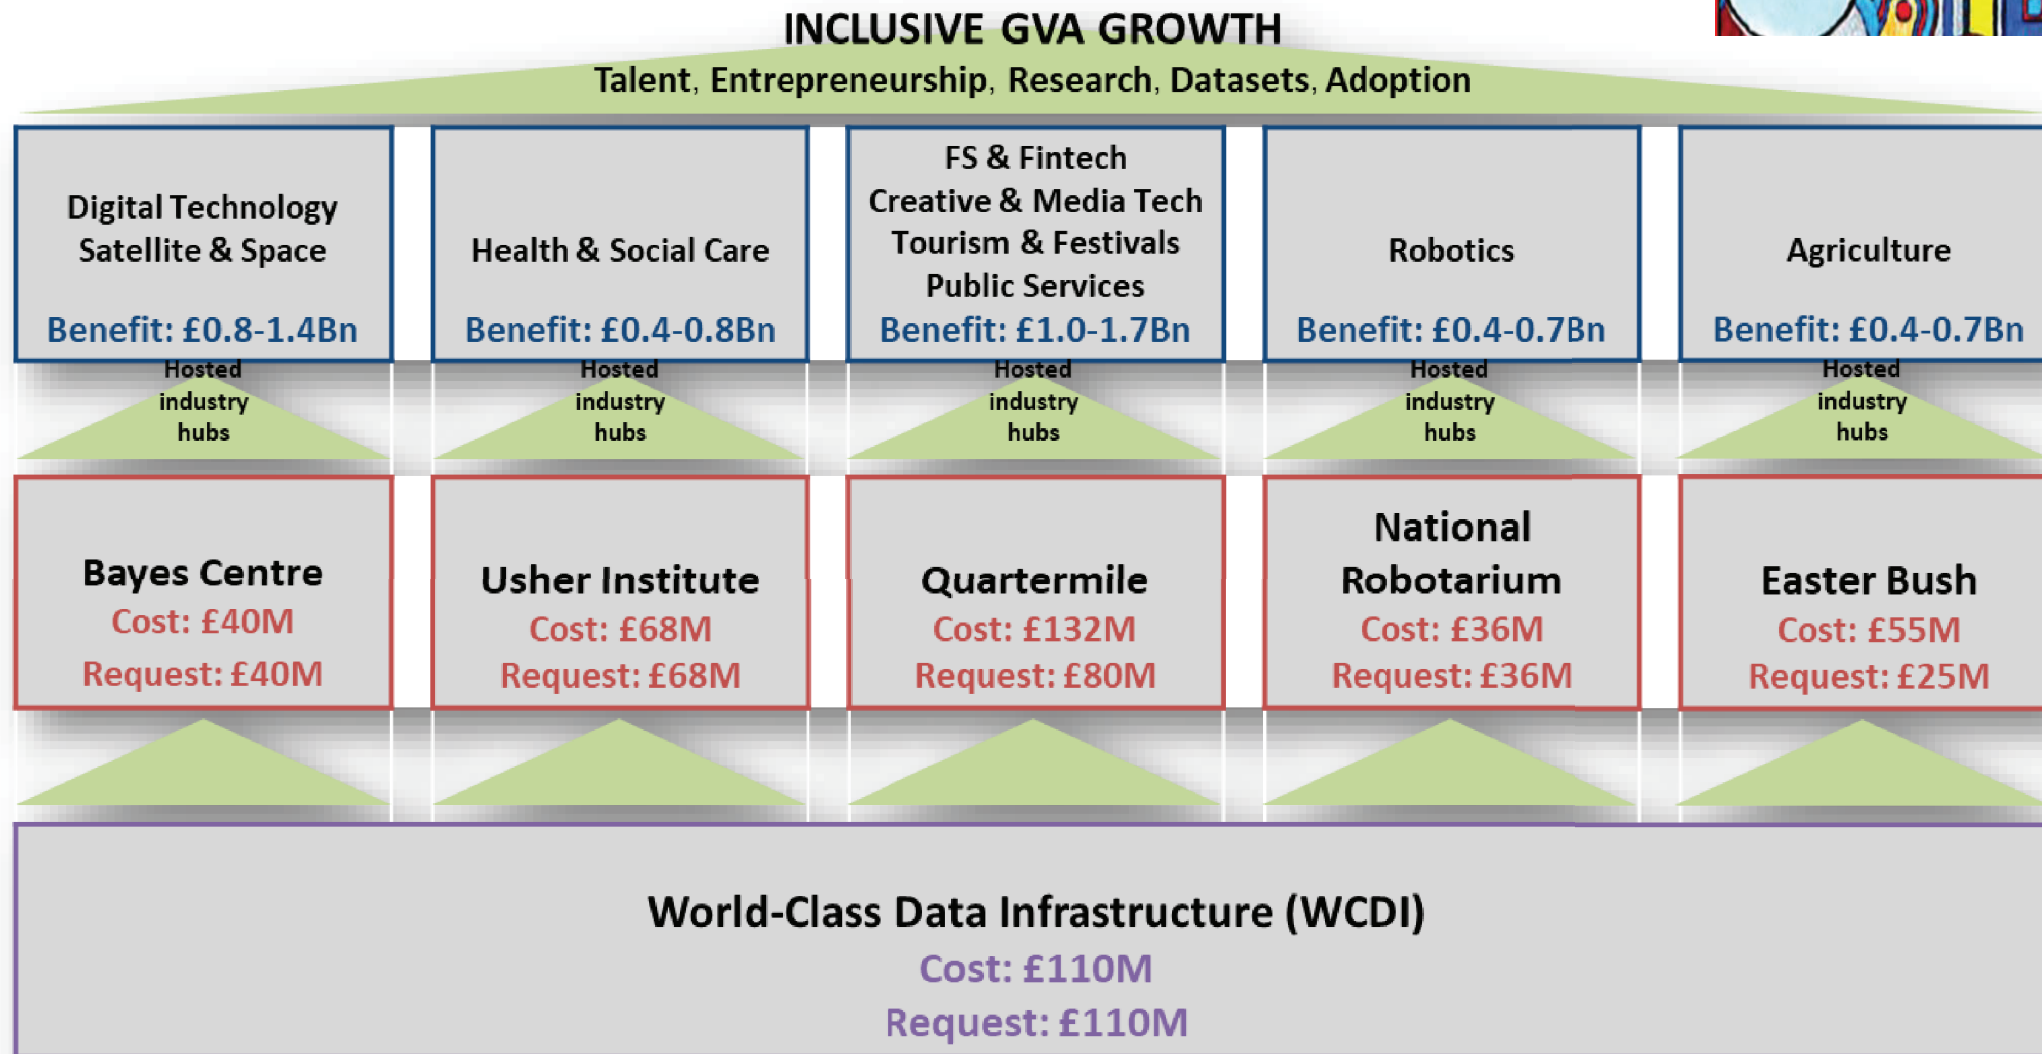 INCLUSIVE GVA GROWTH
Talent, Entrepreneurship, Research, Datasets, Adoption
Digital Technology
Satellite & Space
Benefit: £0.8-1.4Bn
Health & Social Care
Benefit: £0.4-0.8Bn
FS & Fintech
Creative & Media Tech
Tourism & Festivals
Public Services
Benefit: £1.0-1.7Bn
Robotics
Benefit: £0.4-0.7Bn
Agriculture
Benefit: £0.4-0.7Bn
Hosted
industry
hubs
Hosted
industry
hubs
Hosted
industry
hubs
Hosted
industry
hubs
Hosted
industry
hubs
Bayes Centre
Cost: £40M
Request: £40M
Usher Institute
Cost: £68M
Request: £68M
Quartermile
Cost: £132M
Request: £80M
National
Robotarium
Cost: £36M
Request: £36M
Easter Bush
Cost: £55M
Request: £25M
World-Class Data Infrastructure (WCDI)
Cost: £110M
Request: £110M